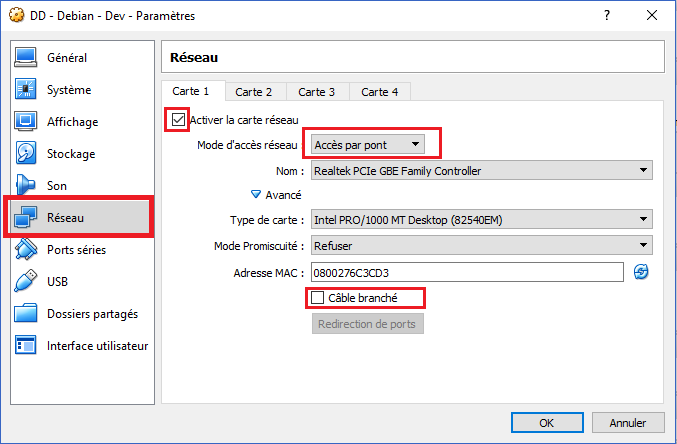 DD - Debian - Dev - Paramètres
?
Général
Système
Affichage
Stockage
Son
Réseau
Ports séries
USB
Dossiers partagés
Interface utilisateur
Réseau
Carte 1 Carte 2 Carte 3 Carte 4
Activer la carte réseau
Mode d'accès réseau : Accès par pont
Nom : Realtek PCIe GBE Family Controller
Avancé
Type de carte : Intel PRO/1000 MT Desktop (82540EM)
Mode Promiscuité : Refuser
Adresse MAC : 0800276C3CD3
Câble branché
Redirection de ports
OK Annuler